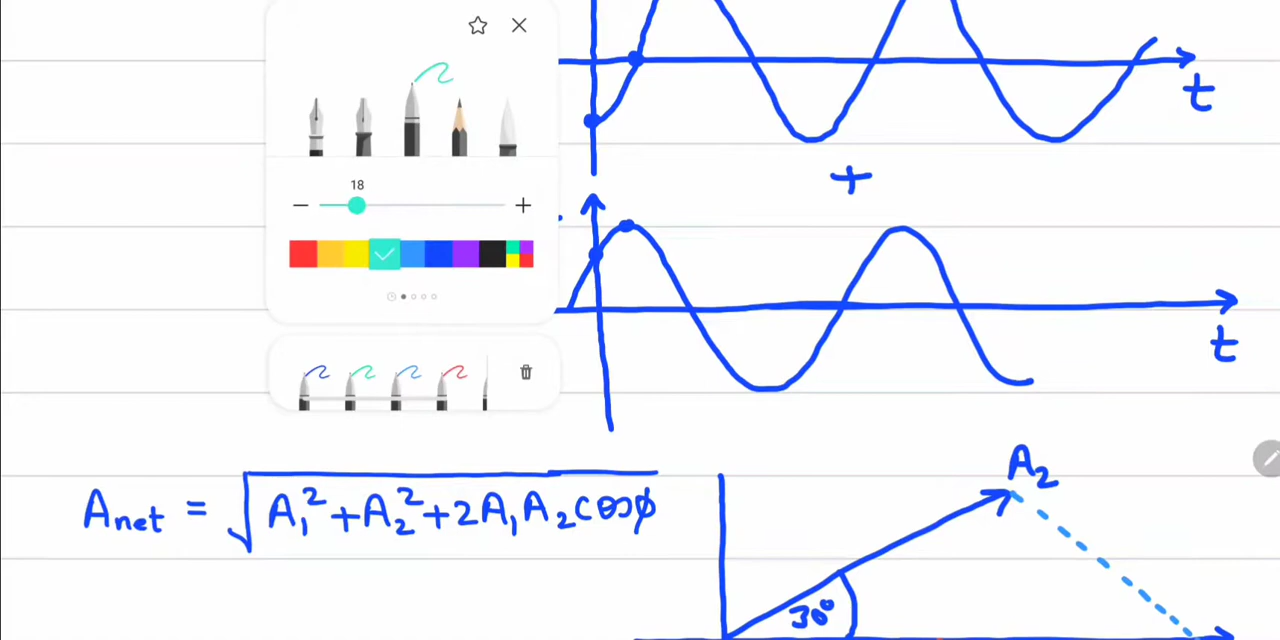 18
t
+
t
A₂
Aₙₑₜ = √(A₁² + A₂² + 2A₁A₂cosϕ)
30°